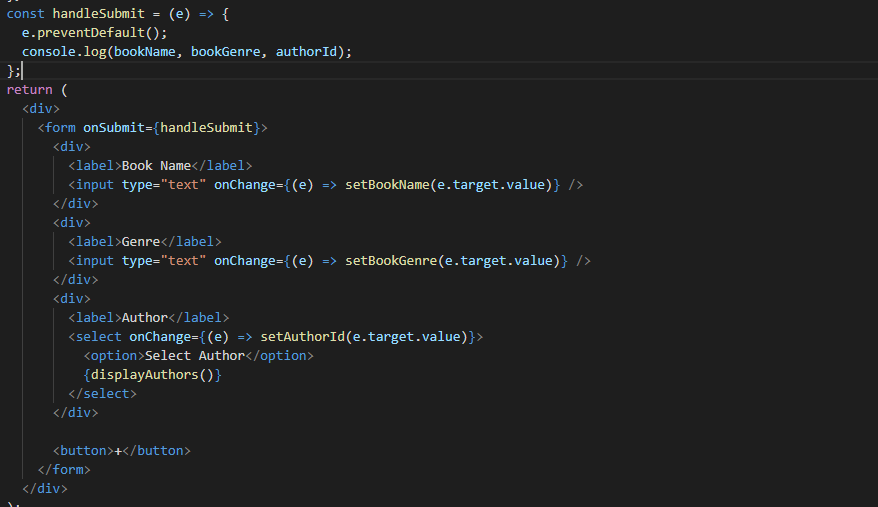 const handleSubmit = (e) => {
e.preventDefault();
console.log(bookName, bookGenre, authorId);
};
return (
<div>
<form onSubmit={handleSubmit}>
<div>
<label>Book Name</label>
<input type="text" onChange={(e) => setBookName(e.target.value)} />
</div>
<div>
<label>Genre</label>
<input type="text" onChange={(e) => setBookGenre(e.target.value)} />
</div>
<div>
<label>Author</label>
<select onChange={(e) => setAuthorId(e.target.value)}>
<option>Select Author</option>
{displayAuthors()}
</select>
</div>
<button>+</button>
</form>
</div>